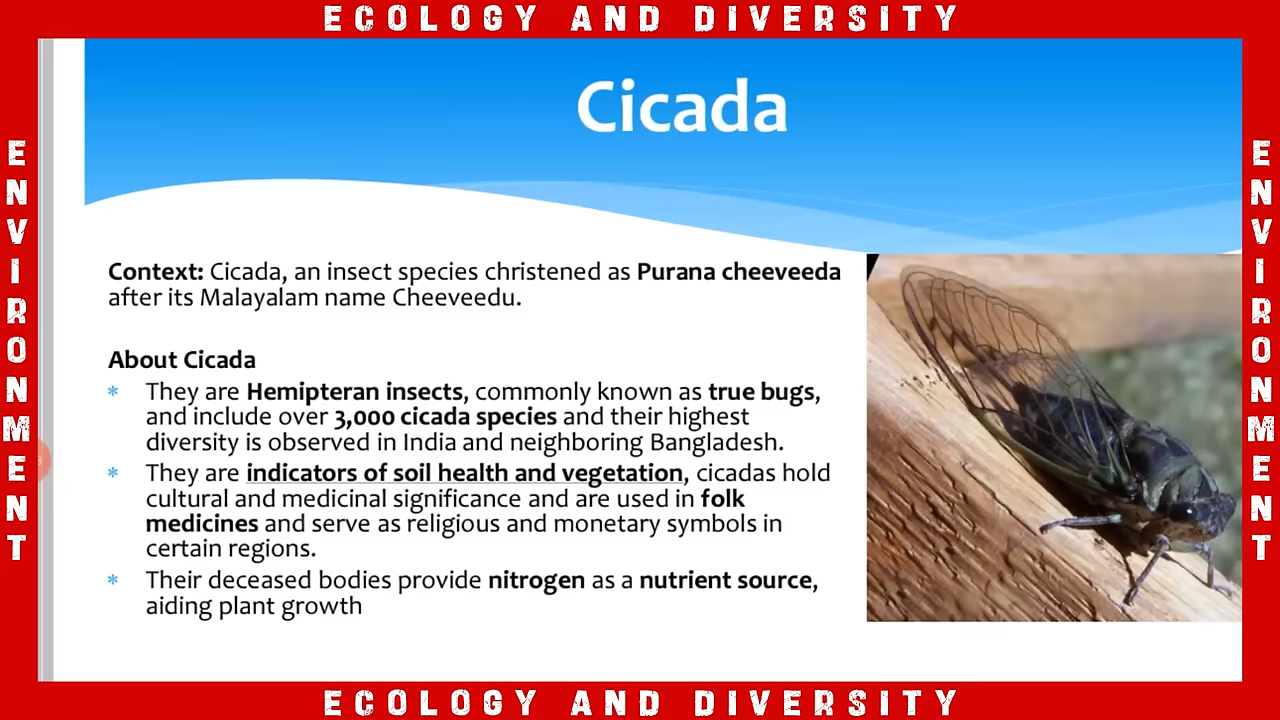 ECOLOGY AND DIVERSITY
ENVIRONMENT
Cicada
Context: Cicada, an insect species christened as Purana cheeveeda
after its Malayalam name Cheeveedu.
About Cicada
* They are Hemipteran insects, commonly known as true bugs,
and include over 3,000 cicada species and their highest
diversity is observed in India and neighboring Bangladesh.
* They are indicators of soil health and vegetation, cicadas hold
cultural and medicinal significance and are used in folk
medicines and serve as religious and monetary symbols in
certain regions.
* Their deceased bodies provide nitrogen as a nutrient source,
aiding plant growth
ENVIRONMENT
ECOLOGY AND DIVERSITY